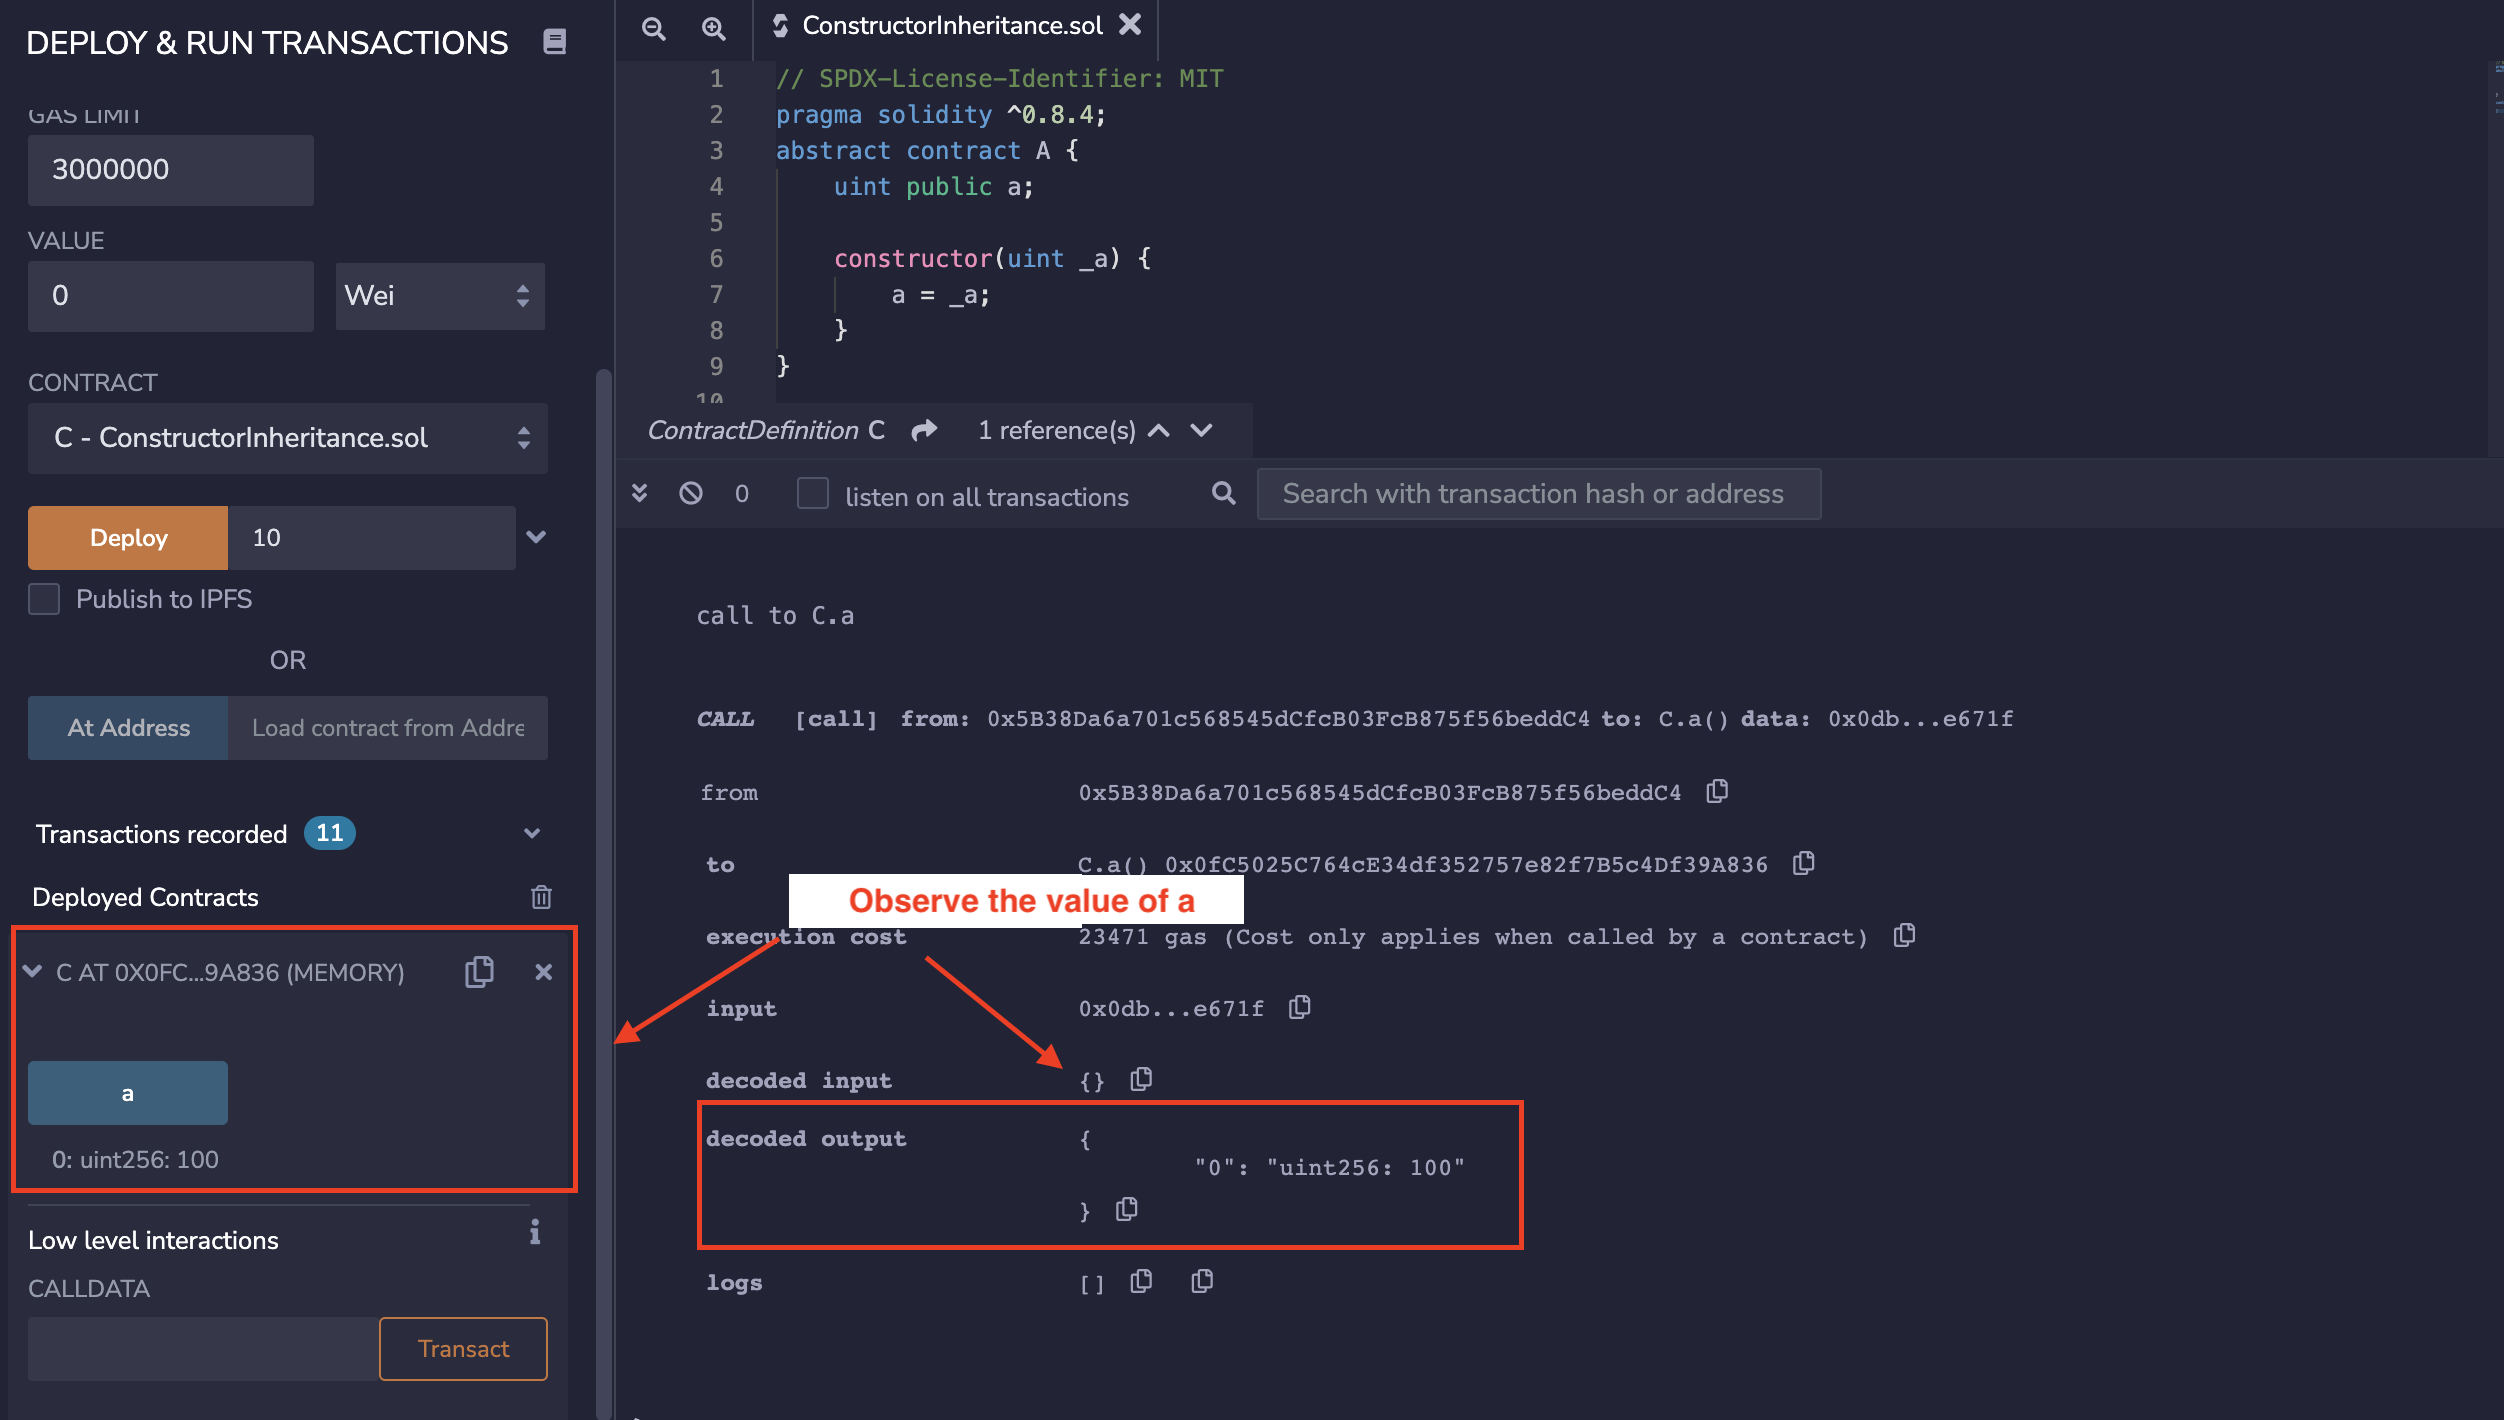 DEPLOY & RUN TRANSACTIONS
GAS LIMIT
3000000
VALUE
0
Wei
CONTRACT
C - ConstructorInheritance.sol
Deploy
10
Publish to IPFS
OR
At Address
Load contract from Addre
Transactions recorded 11
Deployed Contracts
C AT 0X0FC...9A836 (MEMORY)
a
0: uint256: 100
Low level interactions
CALLDATA
Transact
ConstructorInheritance.sol
1 // SPDX-License-Identifier: MIT
2 pragma solidity ^0.8.4;
3 abstract contract A {
4 uint public a;
5
6 constructor(uint _a) {
7 a = _a;
8 }
9 }
10
ContractDefinition C 1 reference(s)
0
listen on all transactions
Search with transaction hash or address
call to C.a
CALL [call] from: 0x5B38Da6a701c568545dCfcB03FcB875f56beddC4 to: C.a() data: 0x0db...e671f
from 0x5B38Da6a701c568545dCfcB03FcB875f56beddC4
to C.a() 0x0fC5025C764cE34df352757e82f7B5c4Df39A836
Observe the value of a
execution cost 23471 gas (Cost only applies when called by a contract)
input 0x0db...e671f
decoded input {}
decoded output {
"0": "uint256: 100"
}
logs []